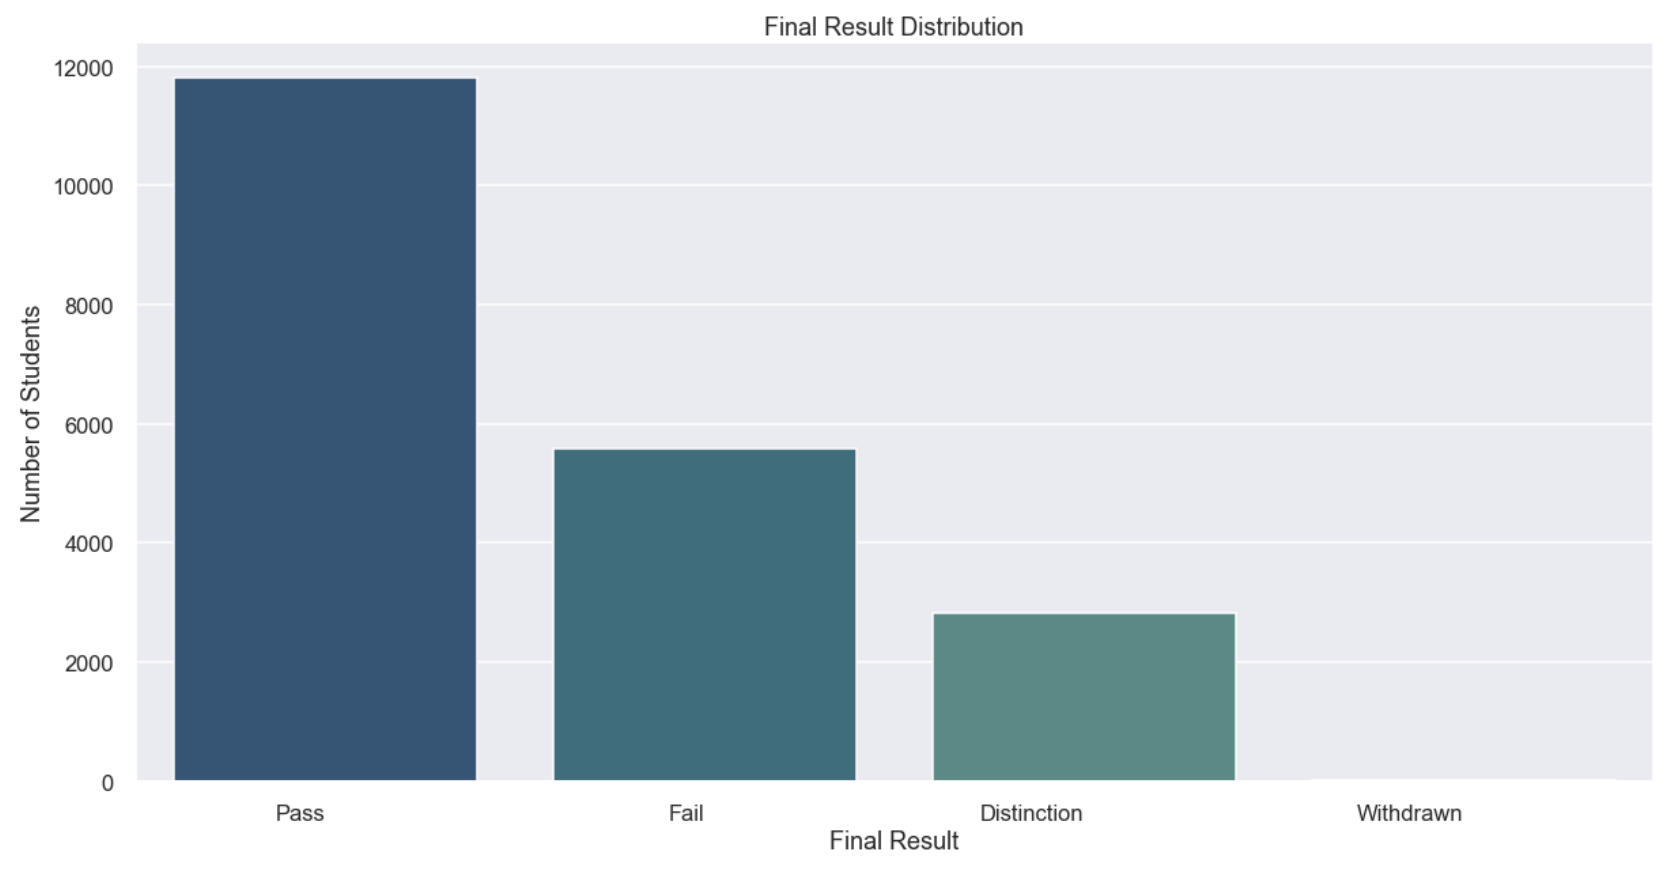 Final Result Distribution
12000
10000
8000
6000
4000
2000
0
Number of Students
Pass
Fail
Distinction
Withdrawn
Final Result